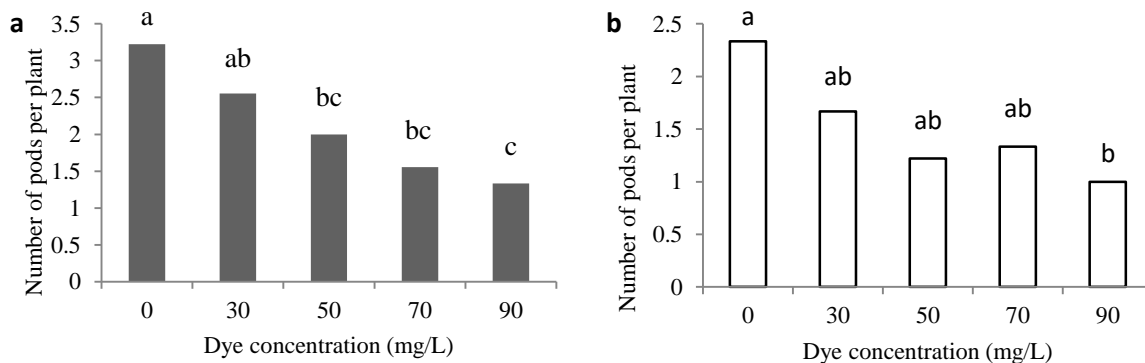 a
Number of pods per plant
3.5
3
2.5
2
1.5
1
0.5
0
a
ab
bc
bc
c
0 30 50 70 90
Dye concentration (mg/L)
b
Number of pods per plant
2.5
2
1.5
1
0.5
0
a
ab
ab
ab
b
0 30 50 70 90
Dye concentration (mg/L)